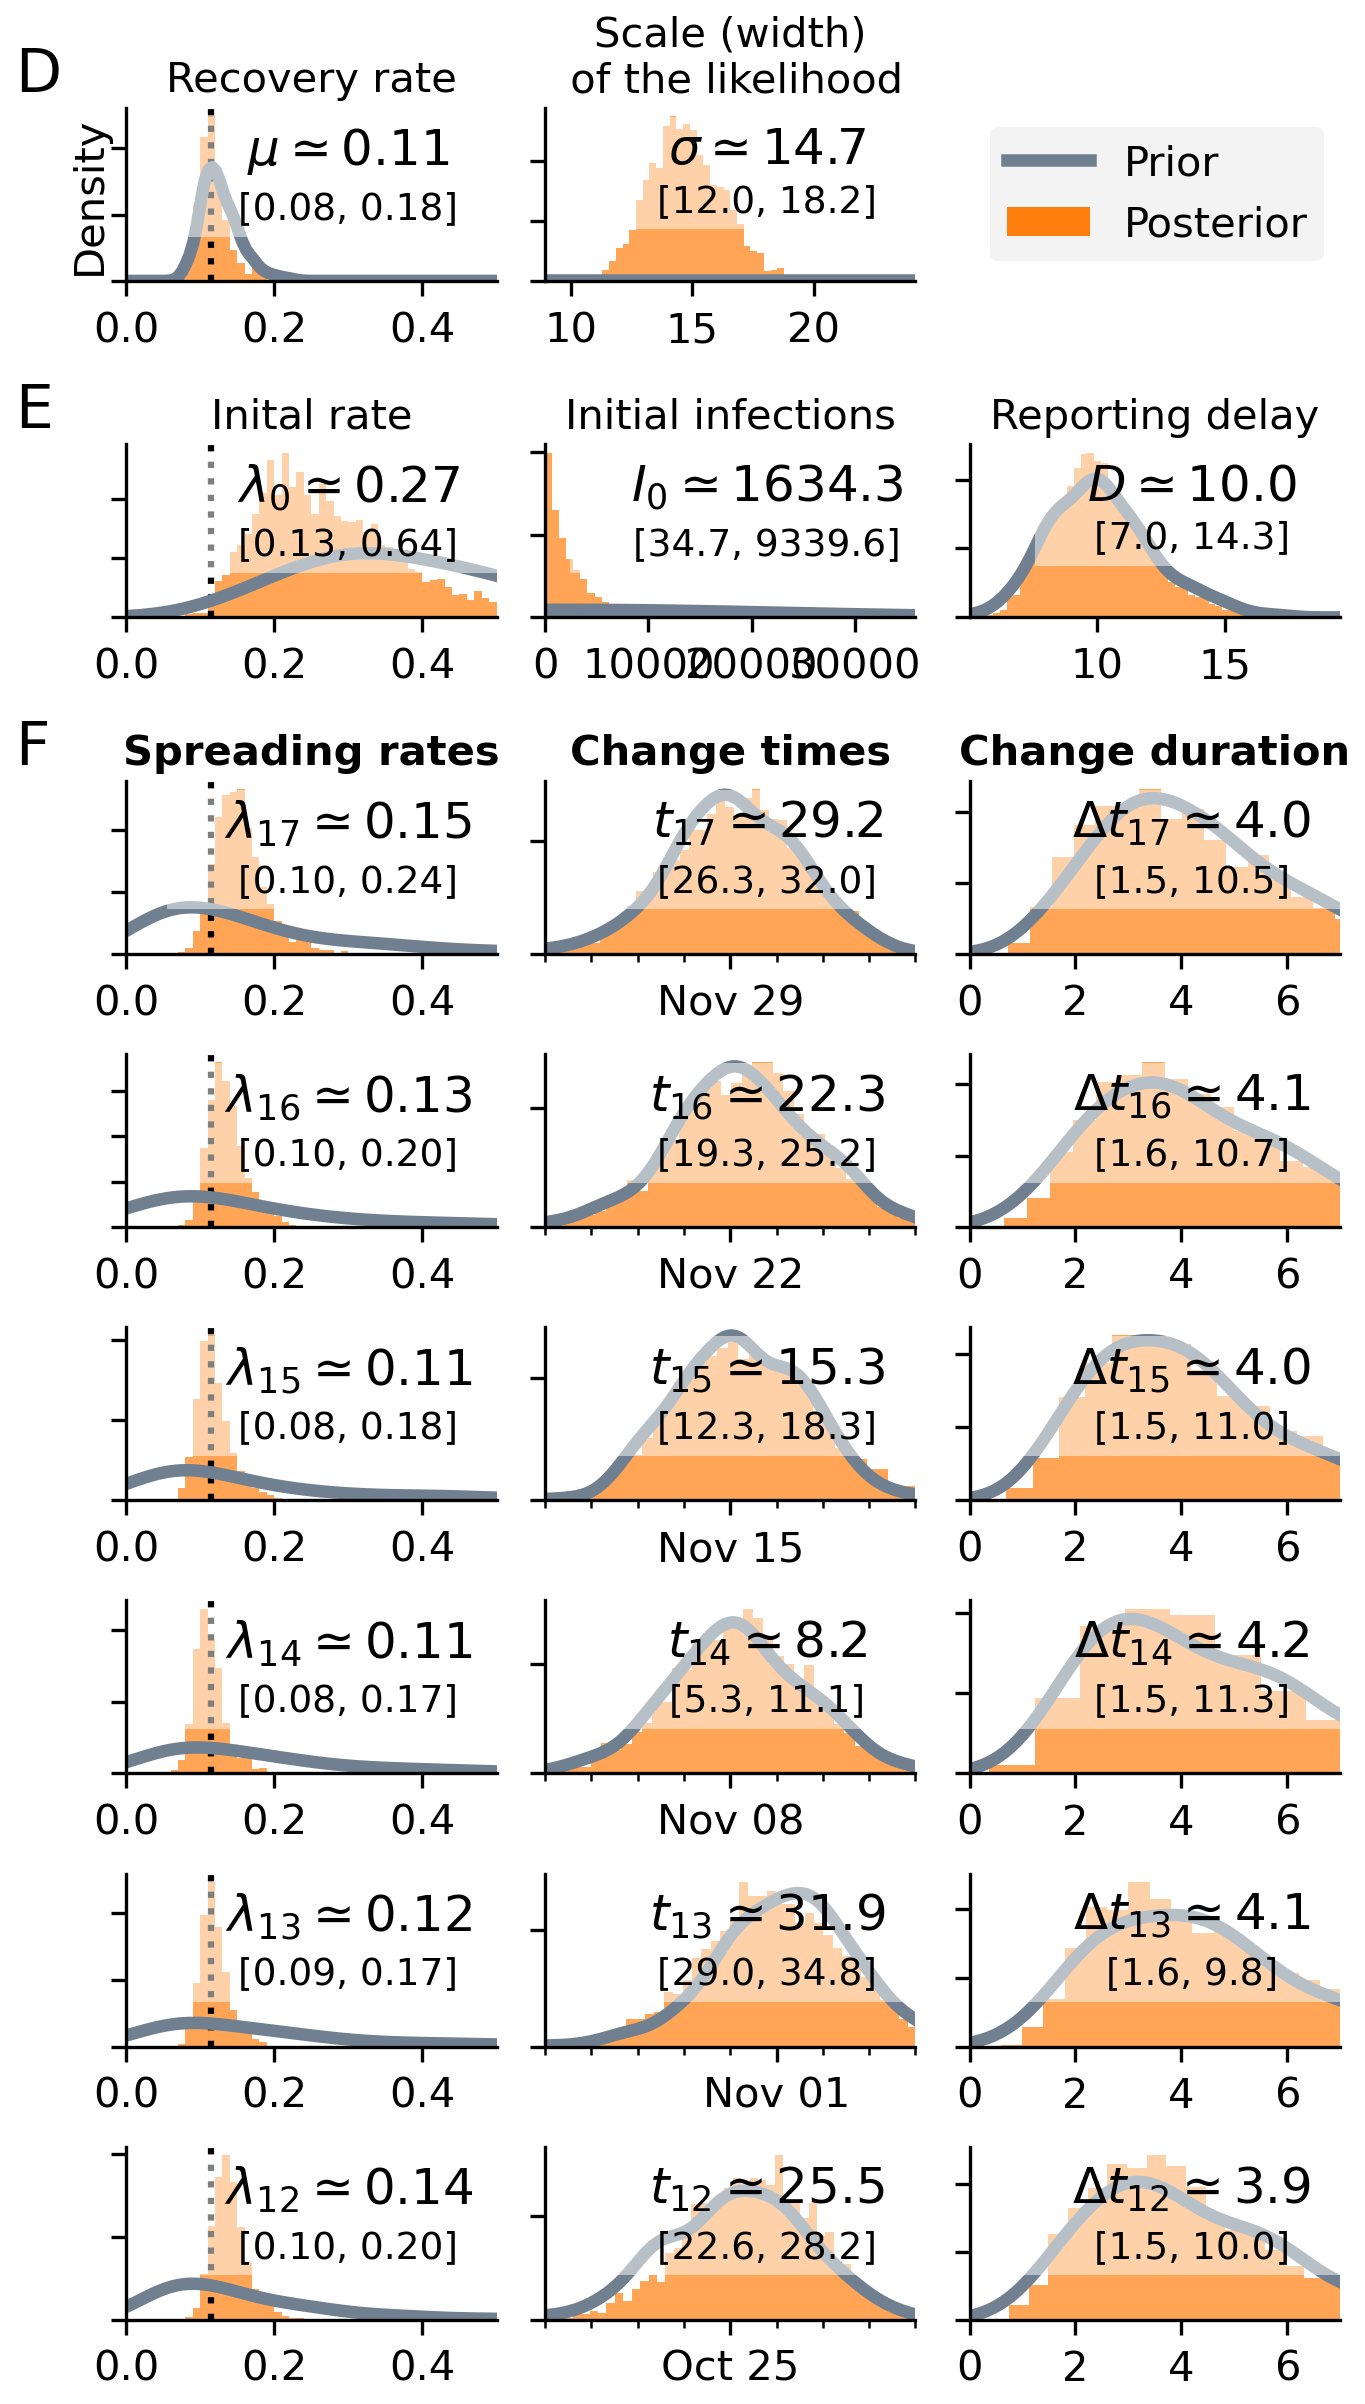 D
Recovery rate
Scale (width)
of the likelihood
Density
μ ≃ 0.11
[0.08, 0.18]
σ ≃ 14.7
[12.0, 18.2]
Prior
Posterior
0.0 0.2 0.4
10 15 20
E
Inital rate
Initial infections
Reporting delay
λ₀ ≃ 0.27
[0.13, 0.64]
I₀ ≃ 1634.3
[34.7, 9339.6]
D ≃ 10.0
[7.0, 14.3]
0.0 0.2 0.4
0 10000 20000 30000
10 15
F
Spreading rates
Change times
Change duration
λ₁₇ ≃ 0.15
[0.10, 0.24]
t₁₇ ≃ 29.2
[26.3, 32.0]
Δt₁₇ ≃ 4.0
[1.5, 10.5]
0.0 0.2 0.4
Nov 29
0 2 4 6
λ₁₆ ≃ 0.13
[0.10, 0.20]
t₁₆ ≃ 22.3
[19.3, 25.2]
Δt₁₆ ≃ 4.1
[1.6, 10.7]
0.0 0.2 0.4
Nov 22
0 2 4 6
λ₁₅ ≃ 0.11
[0.08, 0.18]
t₁₅ ≃ 15.3
[12.3, 18.3]
Δt₁₅ ≃ 4.0
[1.5, 11.0]
0.0 0.2 0.4
Nov 15
0 2 4 6
λ₁₄ ≃ 0.11
[0.08, 0.17]
t₁₄ ≃ 8.2
[5.3, 11.1]
Δt₁₄ ≃ 4.2
[1.5, 11.3]
0.0 0.2 0.4
Nov 08
0 2 4 6
λ₁₃ ≃ 0.12
[0.09, 0.17]
t₁₃ ≃ 31.9
[29.0, 34.8]
Δt₁₃ ≃ 4.1
[1.6, 9.8]
0.0 0.2 0.4
Nov 01
0 2 4 6
λ₁₂ ≃ 0.14
[0.10, 0.20]
t₁₂ ≃ 25.5
[22.6, 28.2]
Δt₁₂ ≃ 3.9
[1.5, 10.0]
0.0 0.2 0.4
Oct 25
0 2 4 6